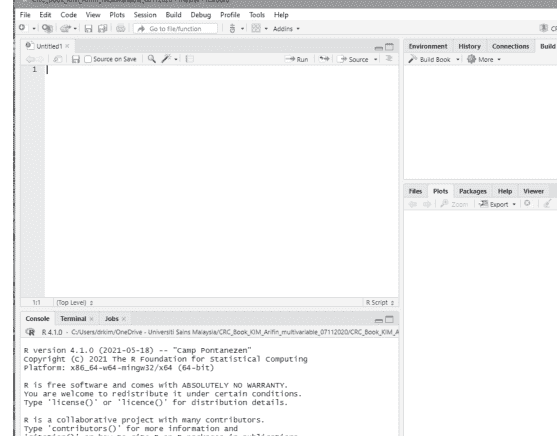 File Edit Code View Plots Session Build Debug Profile Tools Help
Go to file/function Addins
Untitled1
Source on Save Run Source
1
1:1 (Top Level) R Script
Console Terminal Jobs
R 4.1.0 · C:/Users/drkim/OneDrive - Universiti Sains Malaysia/CRC_Book_KIM_Arifin_multivariable_07112020/CRC_Book_KIM_A
R version 4.1.0 (2021-05-18) -- "Camp Pontanezen"
Copyright (C) 2021 The R Foundation for Statistical Computing
Platform: x86_64-w64-mingw32/x64 (64-bit)
R is free software and comes with ABSOLUTELY NO WARRANTY.
You are welcome to redistribute it under certain conditions.
Type 'license()' or 'licence()' for distribution details.
R is a collaborative project with many contributors.
Type 'contributors()' for more information and
Environment History Connections Build
Build Book More
Files Plots Packages Help Viewer
Zoom Export